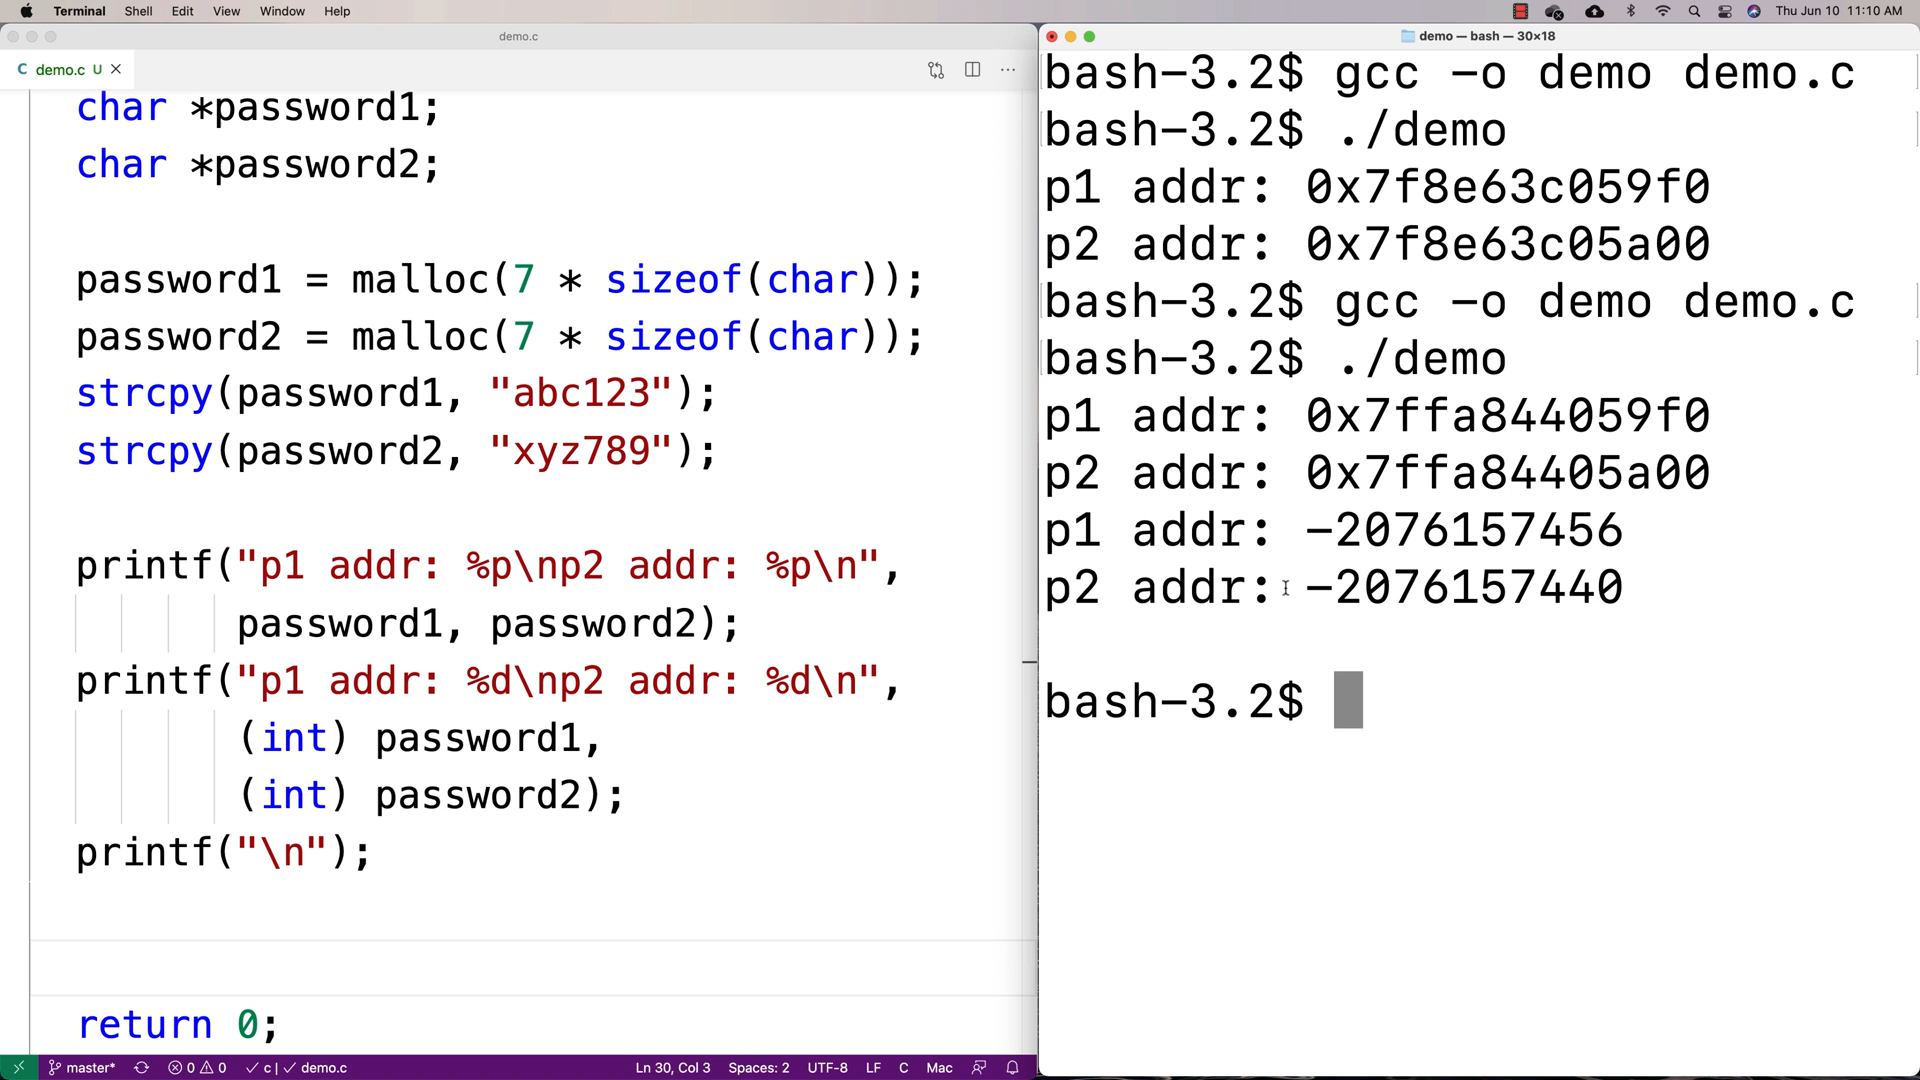 Terminal Shell Edit View Window Help
Thu Jun 10 11:10 AM
demo.c
C demo.c U
char *password1;
char *password2;
password1 = malloc(7 * sizeof(char));
password2 = malloc(7 * sizeof(char));
strcpy(password1, "abc123");
strcpy(password2, "xyz789");
printf("p1 addr: %p\np2 addr: %p\n",
password1, password2);
printf("p1 addr: %d\np2 addr: %d\n",
(int) password1,
(int) password2);
printf("\n");
return 0;
master* 0 0 c | demo.c Ln 30, Col 3 Spaces: 2 UTF-8 LF C Mac
demo — bash — 30×18
bash-3.2$ gcc -o demo demo.c
bash-3.2$ ./demo
p1 addr: 0x7f8e63c059f0
p2 addr: 0x7f8e63c05a00
bash-3.2$ gcc -o demo demo.c
bash-3.2$ ./demo
p1 addr: 0x7ffa844059f0
p2 addr: 0x7ffa84405a00
p1 addr: -2076157456
p2 addr: -2076157440
bash-3.2$